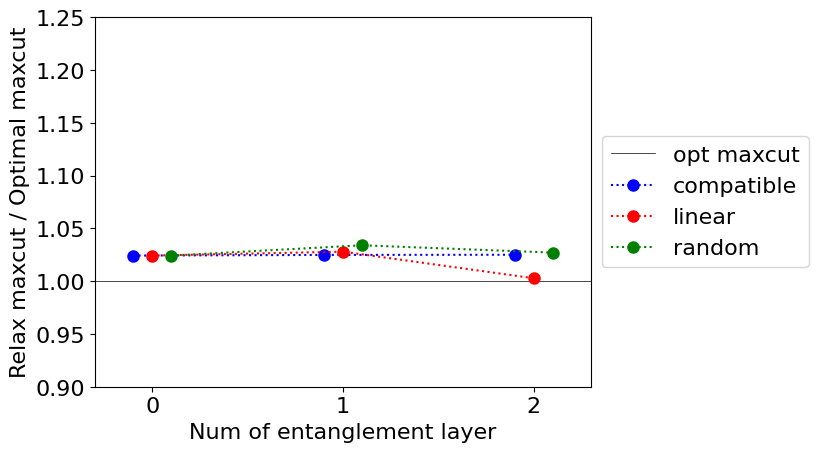 Relax maxcut / Optimal maxcut
1.25
1.20
1.15
1.10
1.05
1.00
0.95
0.90
0
1
2
Num of entanglement layer
opt maxcut
compatible
linear
random